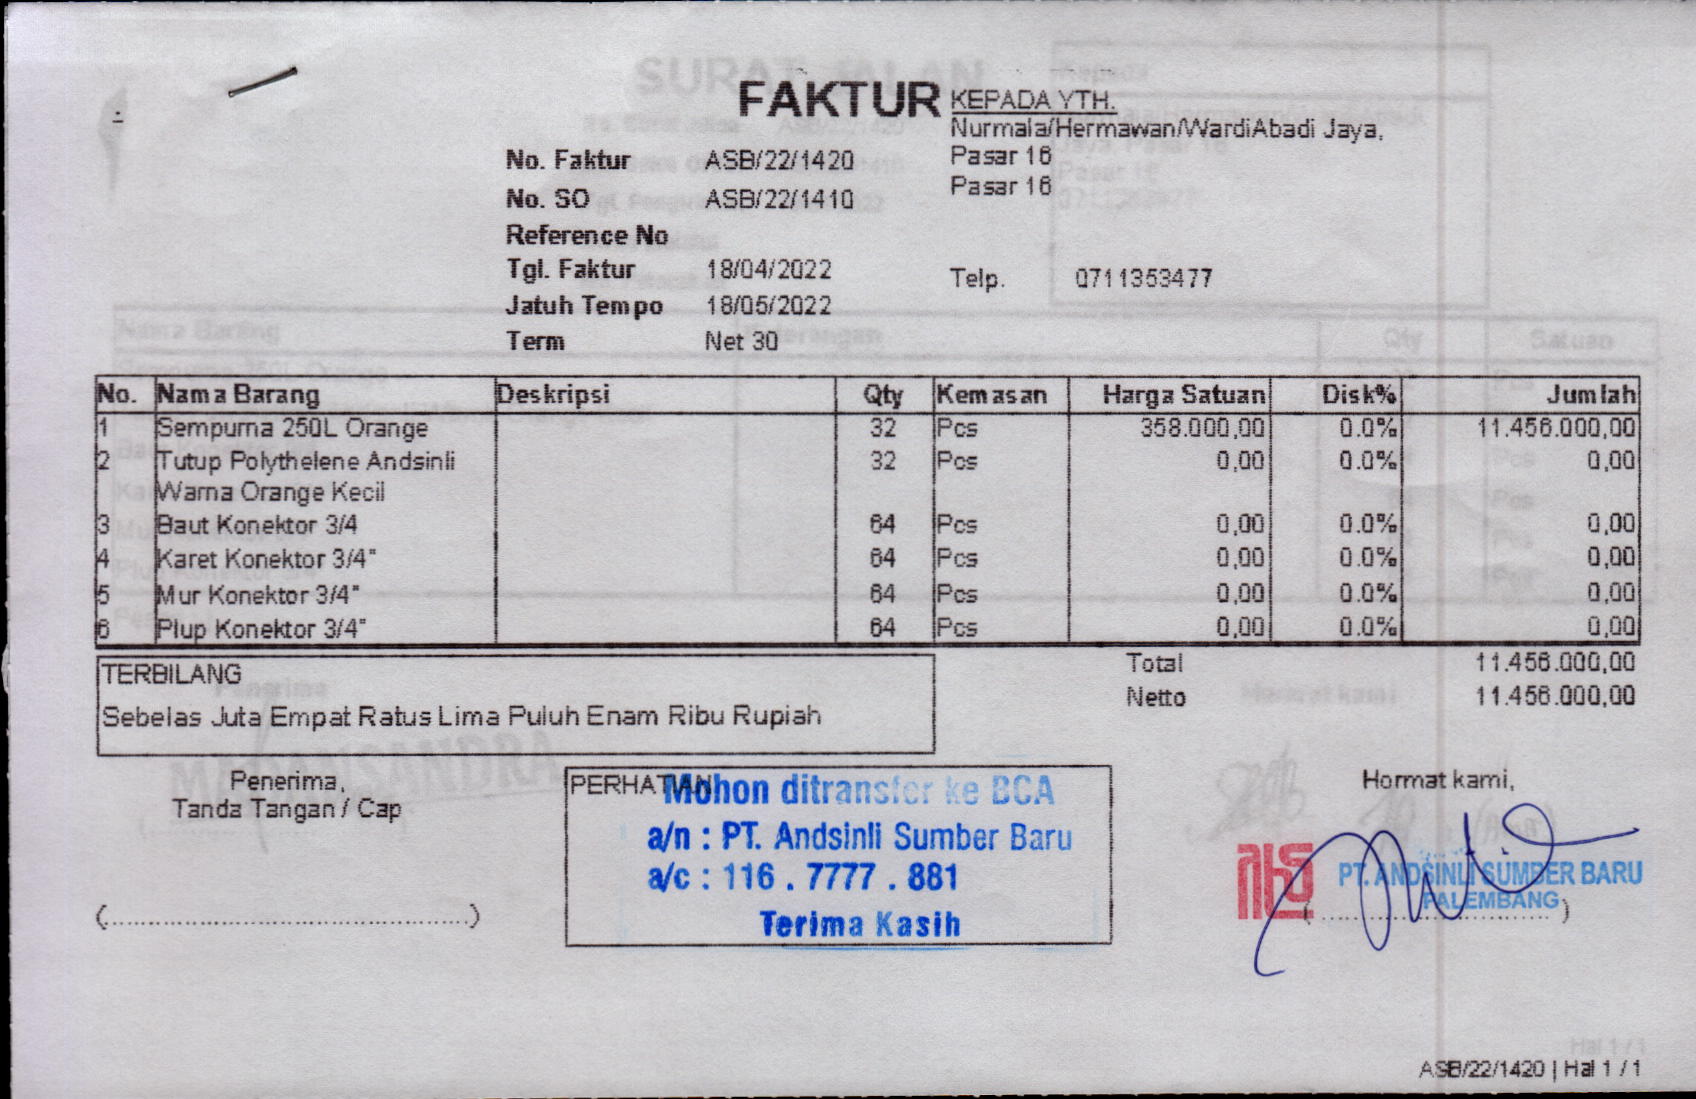 FAKTUR
KEPADA YTH.
Nurmala/Hermawan/WardiAbadi Jaya,
Pasar 16
Pasar 16
No. Faktur ASB/22/1420
No. SO ASB/22/1410
Reference No
Tgl. Faktur 18/04/2022
Jatuh Tempo 18/05/2022
Term Net 30
Telp. 0711353477
No. Nama Barang Deskripsi Qty Kemasan Harga Satuan Disk% Jumlah
1 Sempurna 250L Orange 32 Pcs 358.000,00 0.0% 11.456.000,00
2 Tutup Polythelene Andsinli 32 Pcs 0,00 0.0% 0,00
Warna Orange Kecil
3 Baut Konektor 3/4 64 Pcs 0,00 0.0% 0,00
4 Karet Konektor 3/4" 64 Pcs 0,00 0.0% 0,00
5 Mur Konektor 3/4" 64 Pcs 0,00 0.0% 0,00
6 Plup Konektor 3/4" 64 Pcs 0,00 0.0% 0,00
Total 11.456.000,00
Netto 11.456.000,00
TERBILANG
Sebelas Juta Empat Ratus Lima Puluh Enam Ribu Rupiah
Penerima,
Tanda Tangan / Cap
(.......................................)
PERHATIAN
Mohon ditransfer ke BCA
a/n : PT. Andsinli Sumber Baru
a/c : 116 . 7777 . 881
Terima Kasih
Hormat kami,
PT. ANDSINLI SUMBER BARU
PALEMBANG
ASB/22/1420 | Hal 1 / 1